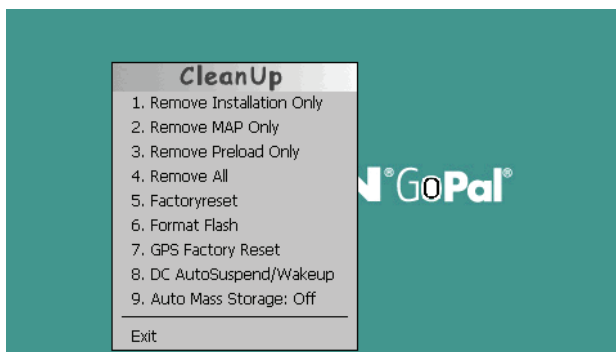 CleanUp
1. Remove Installation Only
2. Remove MAP Only
3. Remove Preload Only
4. Remove All
5. Factoryreset
6. Format Flash
7. GPS Factory Reset
8. DC AutoSuspend/Wakeup
9. Auto Mass Storage: Off
Exit
N®GoPal®